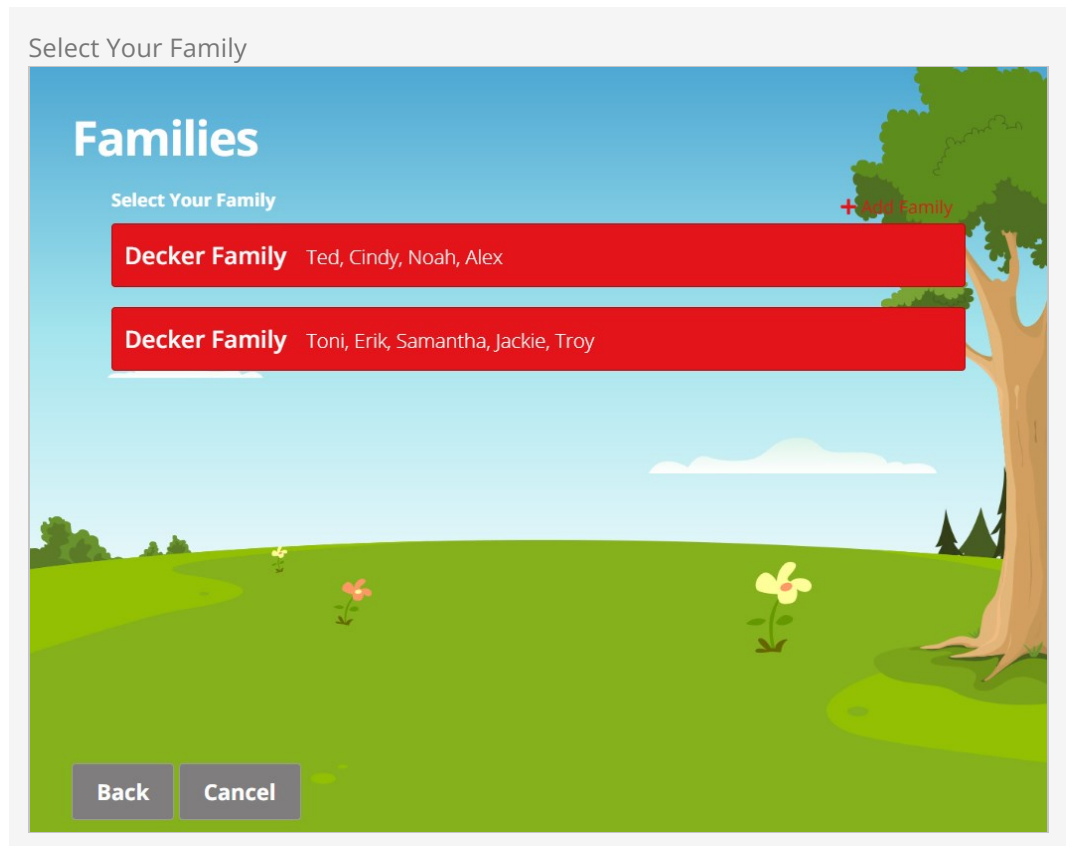 Select Your Family
Families
Select Your Family
+ Add Family
Decker Family Ted, Cindy, Noah, Alex
Decker Family Toni, Erik, Samantha, Jackie, Troy
Back Cancel